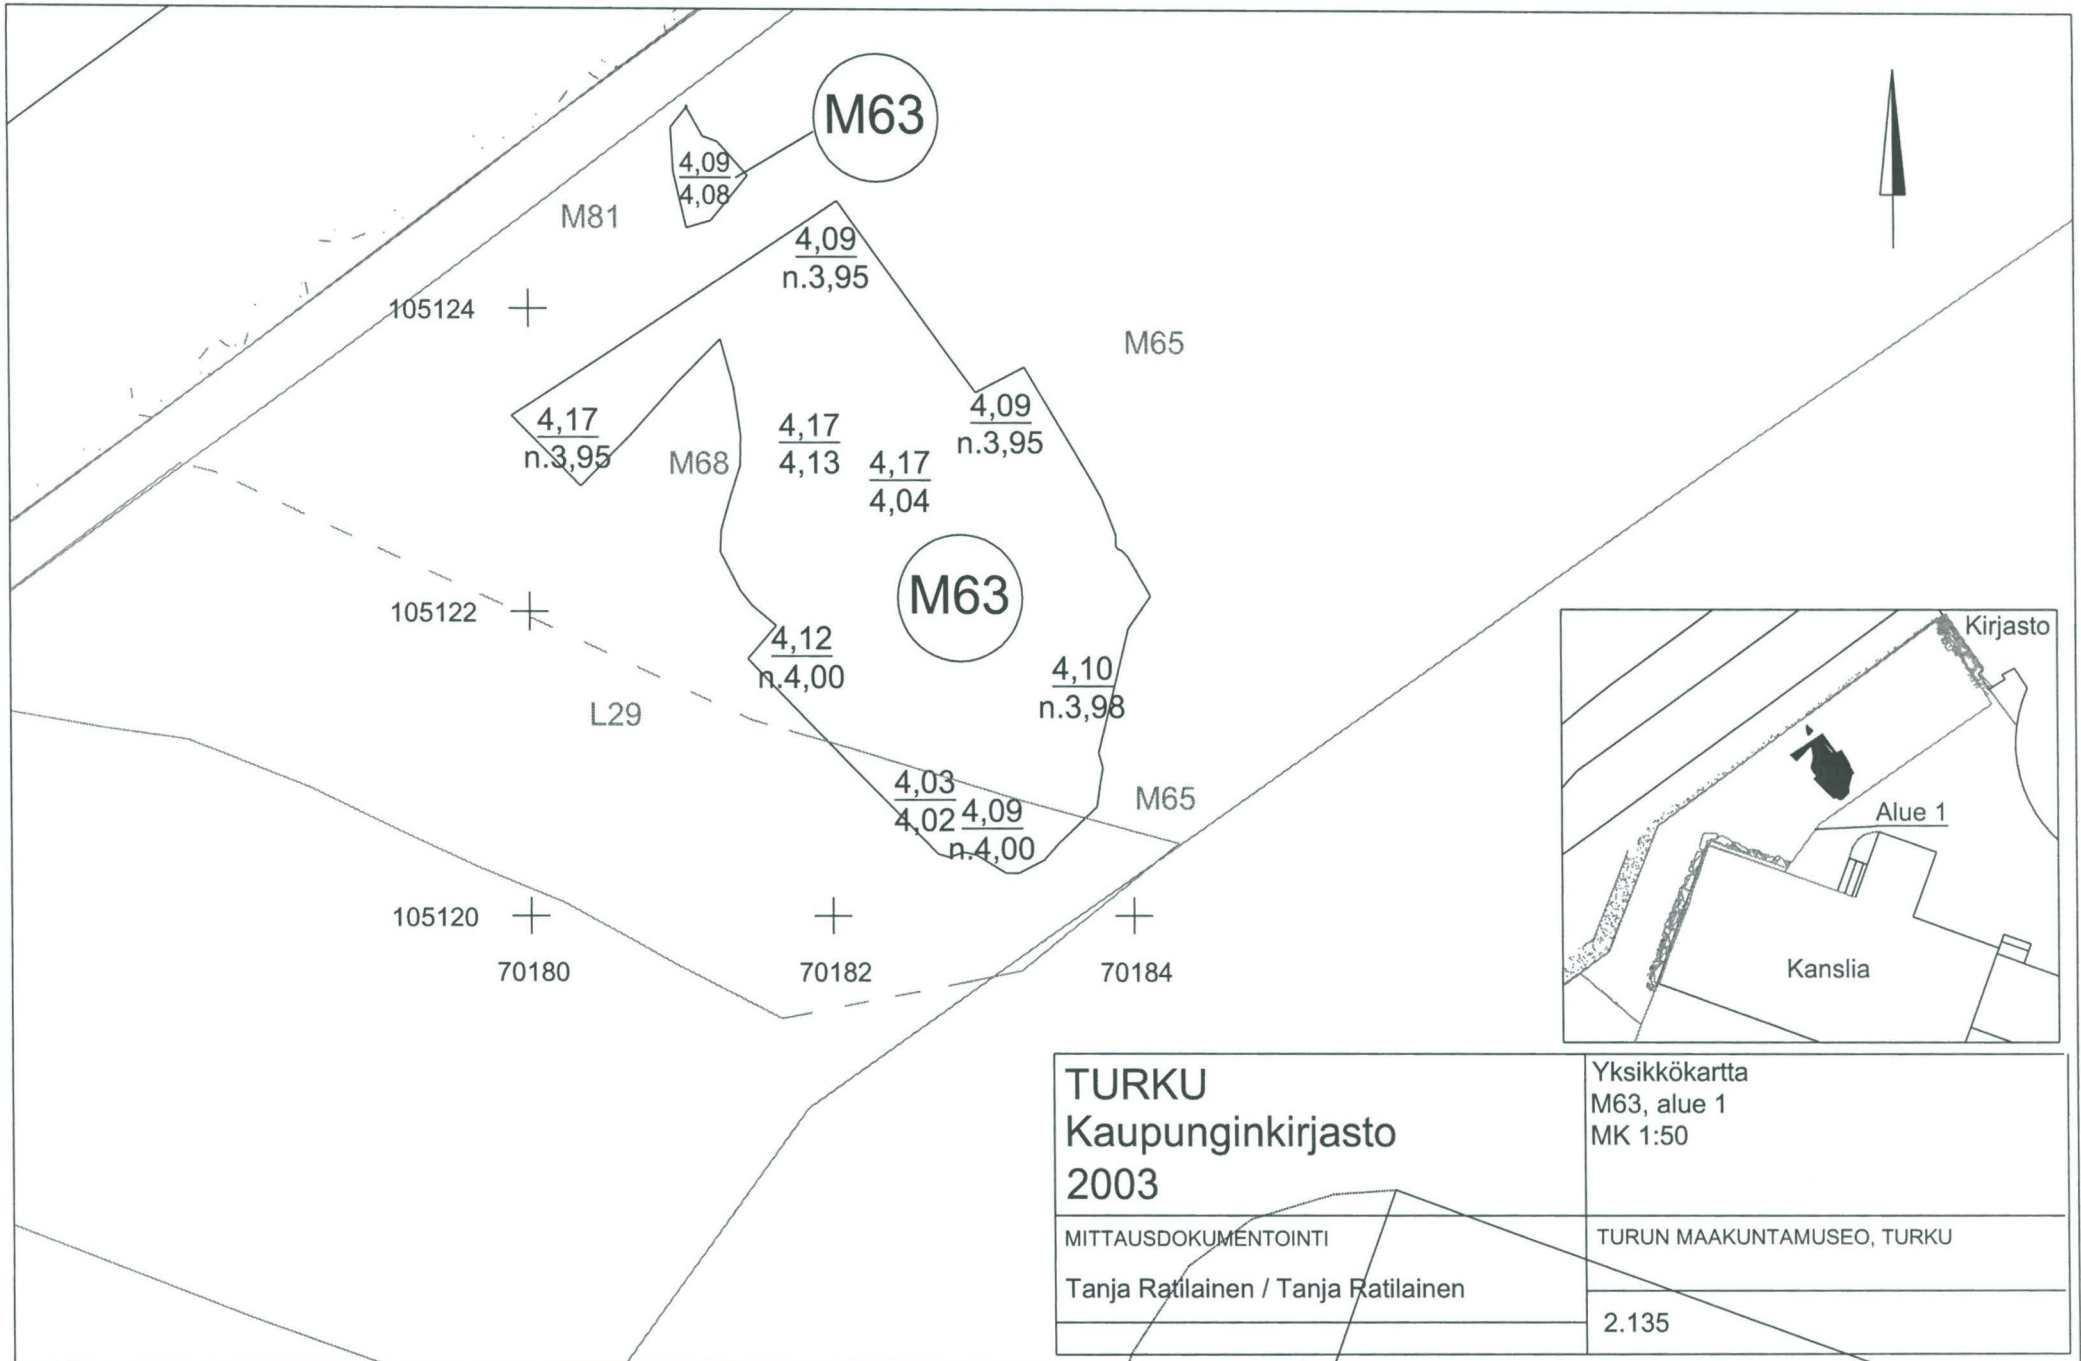 M63
4,09
4,08
M81
4,09
n.3,95
105124
M65
4,17
n.3,95
M68
4,17
4,13
4,17
4,04
4,09
n.3,95
M63
105122
4,12
n.4,00
4,10
n.3,98
L29
4,03
4,02
4,09
n.4,00
M65
105120
70180
70182
70184
Kirjasto
Alue 1
Kanslia
TURKU
Kaupunginkirjasto
2003
Yksikkökartta
M63, alue 1
MK 1:50
MITTAUSDOKUMENTOINTI
Tanja Ratilainen / Tanja Ratilainen
TURUN MAAKUNTAMUSEO, TURKU
2.135